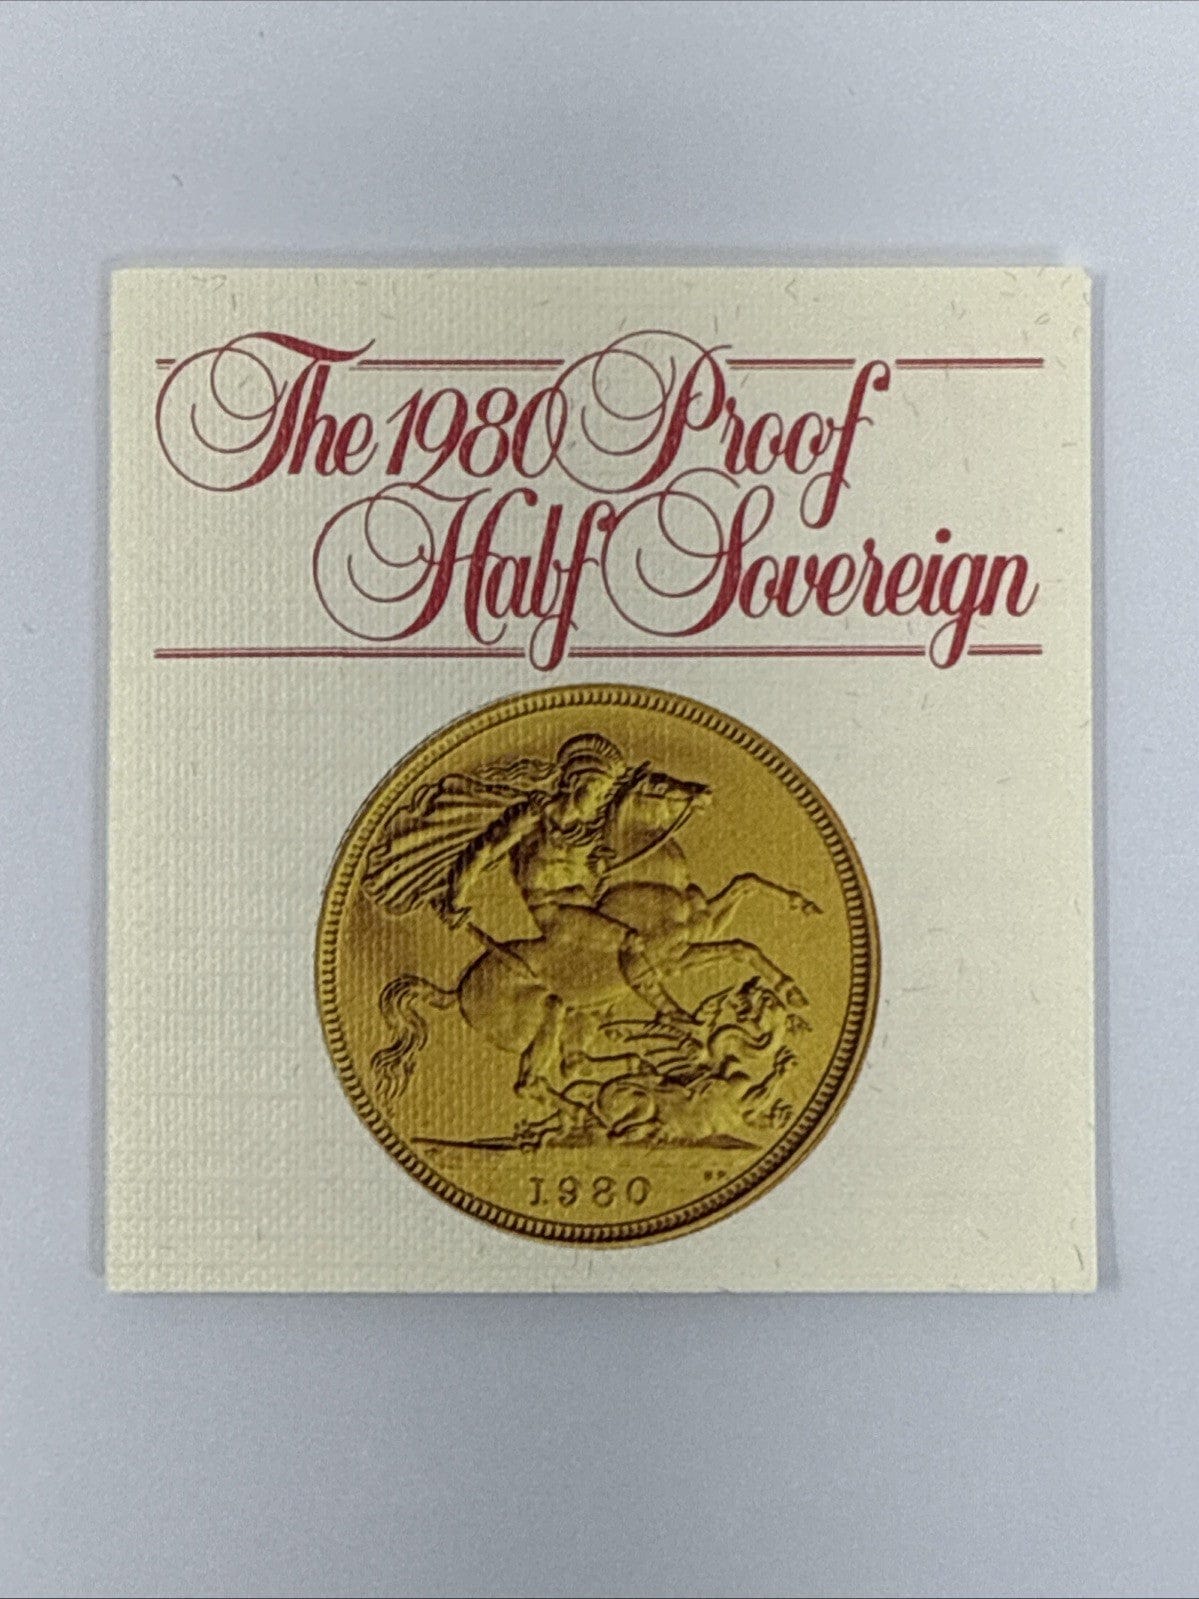 The 1980 Proof
Half Sovereign
1980
B.P.